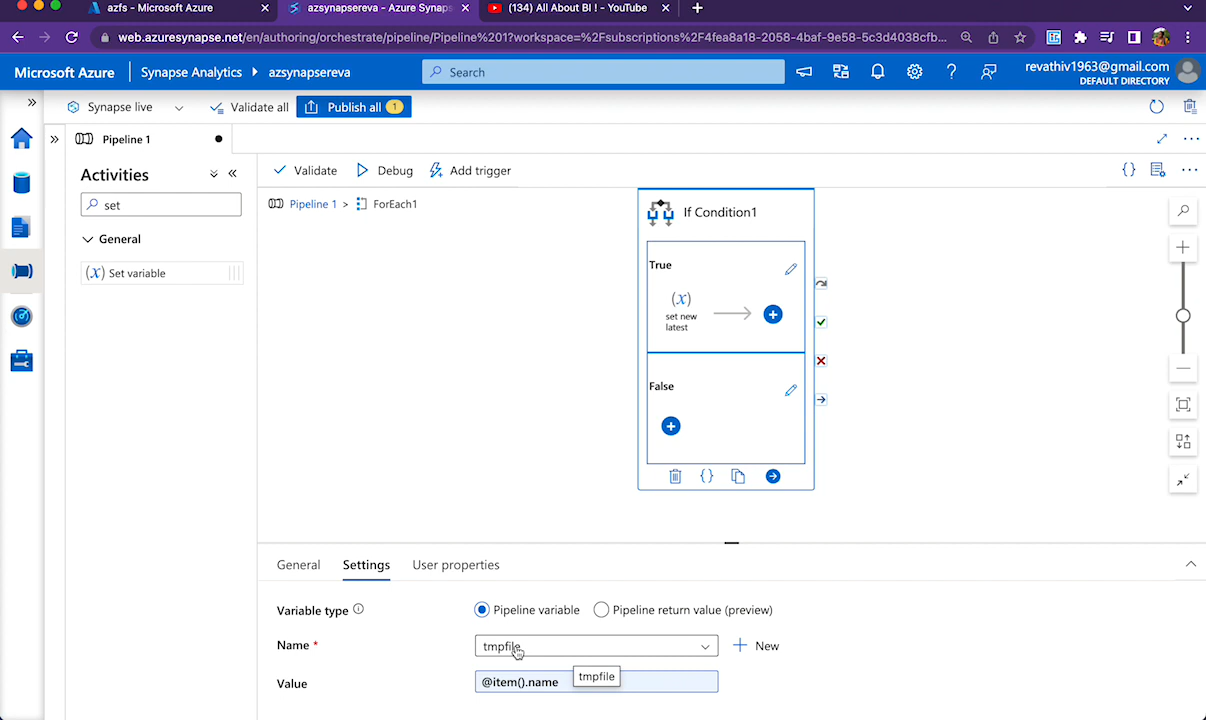 azfs - Microsoft Azure
azsynapsereva - Azure Synaps
(134) All About BI ! - YouTube
web.azuresynapse.net/en/authoring/orchestrate/pipeline/Pipeline%201?workspace=%2Fsubscriptions%2F4fea8a18-2058-4baf-9e58-5c3d4038cfb...
Microsoft Azure
Synapse Analytics
azsynapsereva
Search
revathiv1963@gmail.com
DEFAULT DIRECTORY
Synapse live
Validate all
Publish all 1
Pipeline 1
Activities
set
General
(x) Set variable
Validate
Debug
Add trigger
Pipeline 1 > ForEach1
If Condition1
True
(x)
set new
latest
False
General
Settings
User properties
Variable type
Pipeline variable
Pipeline return value (preview)
Name *
tmpfile
New
Value
@item().name
tmpfile